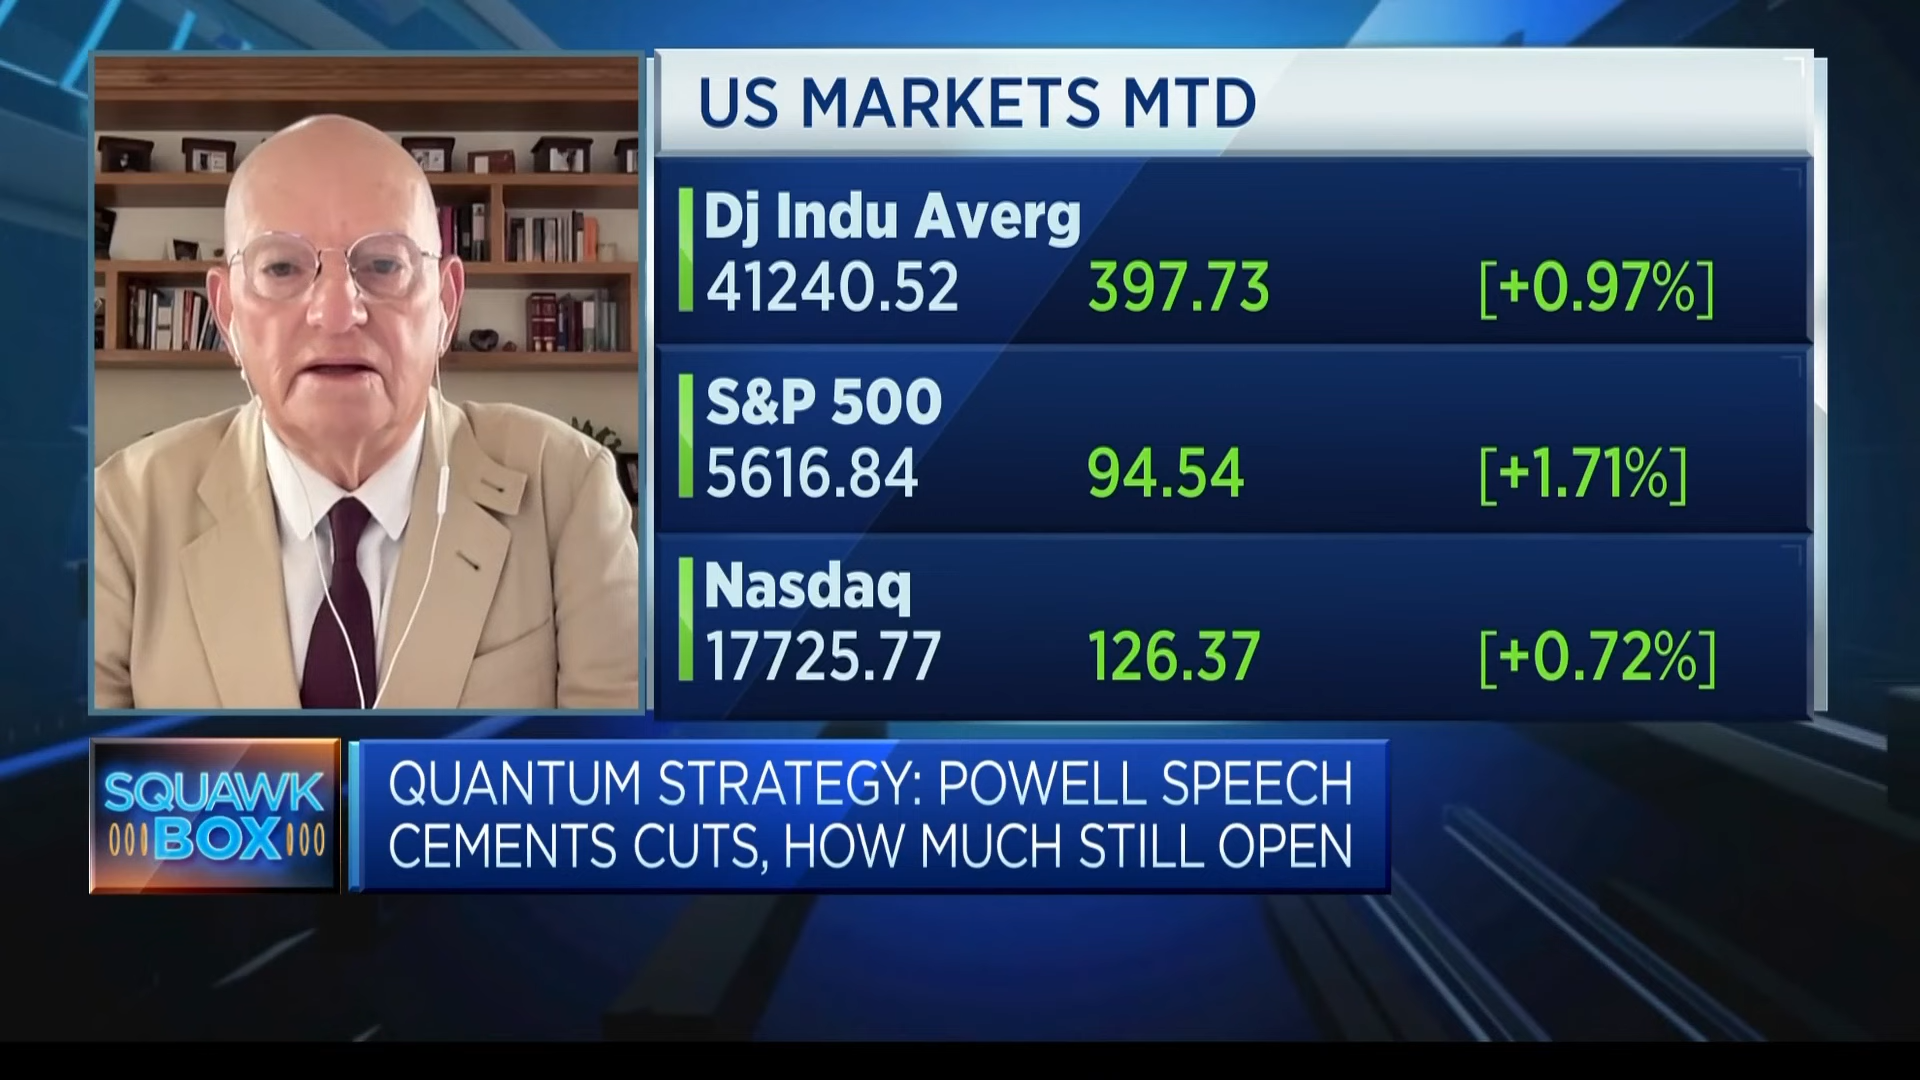 US MARKETS MTD
Dj Indu Averg
41240.52 397.73 [+0.97%]
S&P 500
5616.84 94.54 [+1.71%]
Nasdaq
17725.77 126.37 [+0.72%]
SQUAWK
BOX
QUANTUM STRATEGY: POWELL SPEECH
CEMENTS CUTS, HOW MUCH STILL OPEN